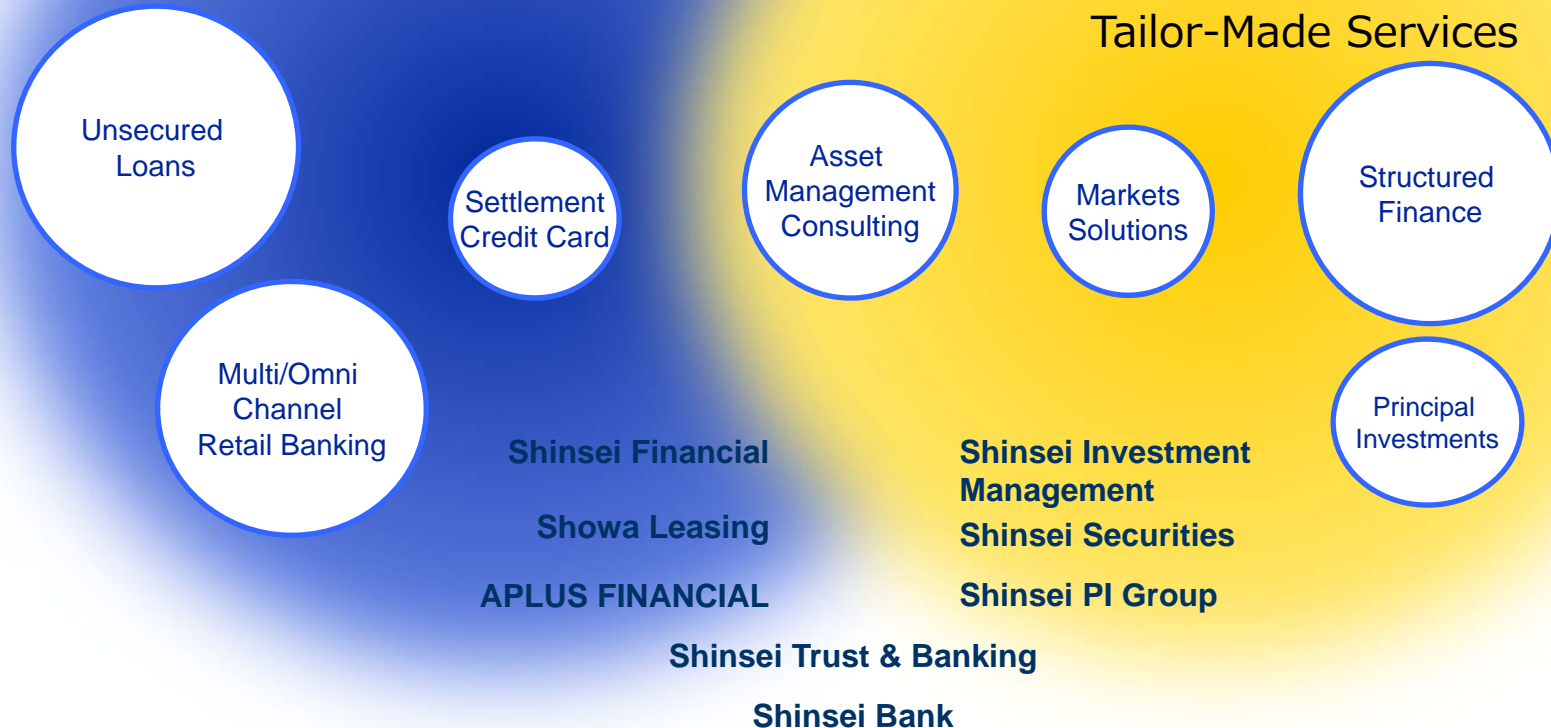 Tailor-Made Services
Unsecured
Loans
Settlement
Credit Card
Asset
Management
Consulting
Markets
Solutions
Structured
Finance
Multi/Omni
Channel
Retail Banking
Principal
Investments
Shinsei Financial
Showa Leasing
APLUS FINANCIAL
Shinsei Investment
Management
Shinsei Securities
Shinsei PI Group
Shinsei Trust & Banking
Shinsei Bank